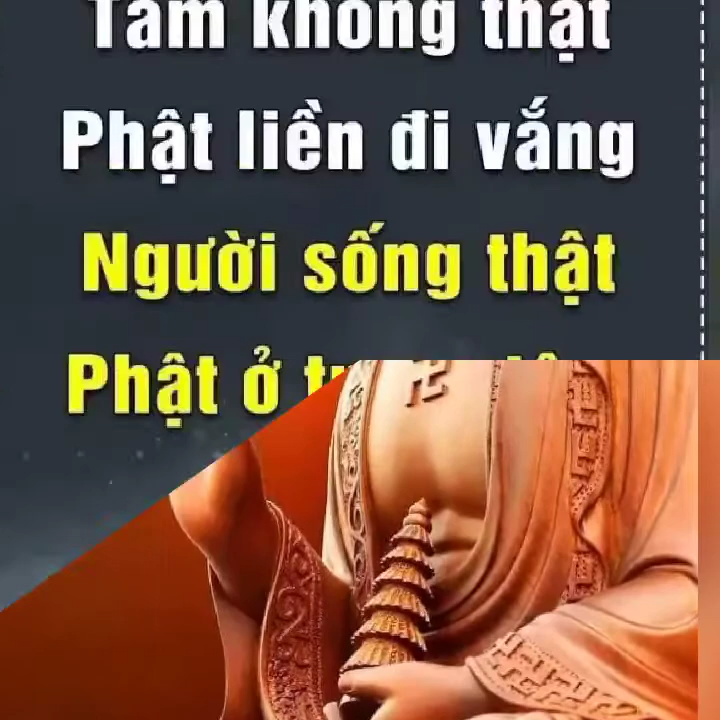 Tâm không thật
Phật liền đi vắng
Người sống thật
Phật ở